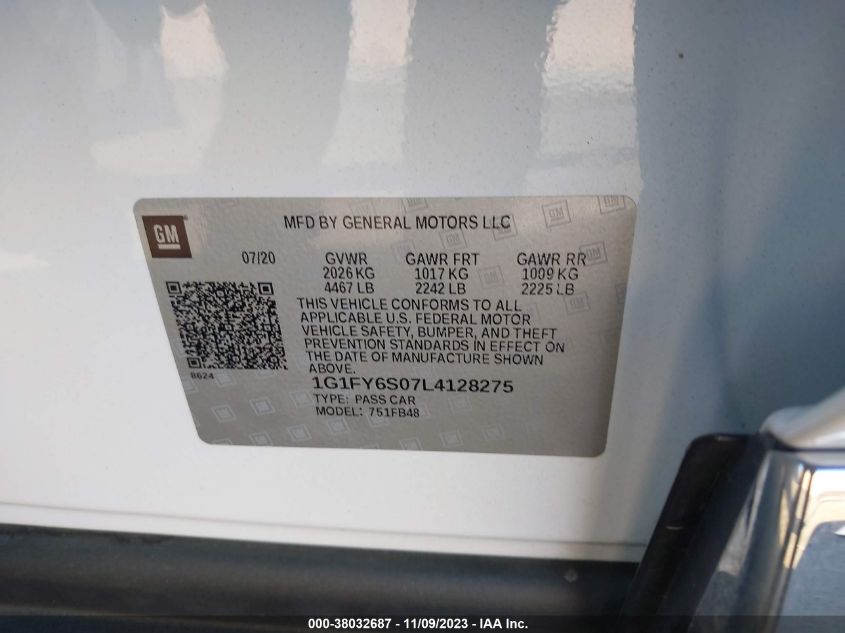 GM
MFD BY GENERAL MOTORS LLC
07/20 GVWR GAWR FRT GAWR RR
2026 KG 1017 KG 1009 KG
4467 LB 2242 LB 2225 LB
THIS VEHICLE CONFORMS TO ALL
APPLICABLE U.S. FEDERAL MOTOR
VEHICLE SAFETY, BUMPER, AND THEFT
PREVENTION STANDARDS IN EFFECT ON
THE DATE OF MANUFACTURE SHOWN
ABOVE.
8624
1G1FY6S07L4128275
TYPE: PASS CAR
MODEL: 751FB48
000-38032687 - 11/09/2023 - IAA Inc.